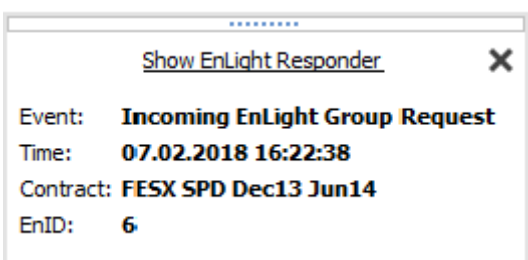 Show EnLight Responder
Event: Incoming EnLight Group Request
Time: 07.02.2018 16:22:38
Contract: FESX SPD Dec13 Jun14
EnID: 6